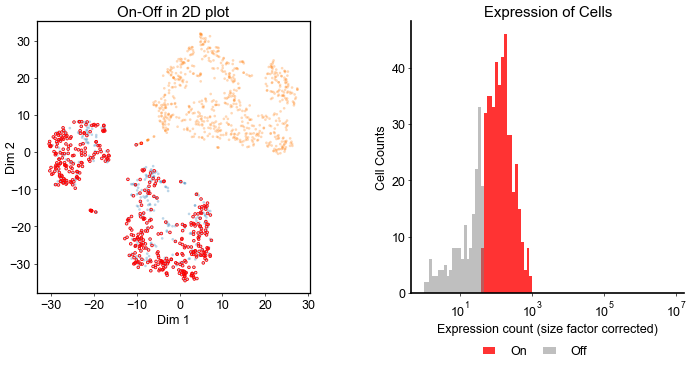 On-Off in 2D plot
Dim 2
30
20
10
0
−10
−20
−30
−30 −20 −10 0 10 20 30
Dim 1
Expression of Cells
Cell Counts
40
30
20
10
0
10^1 10^3 10^5 10^7
Expression count (size factor corrected)
On Off